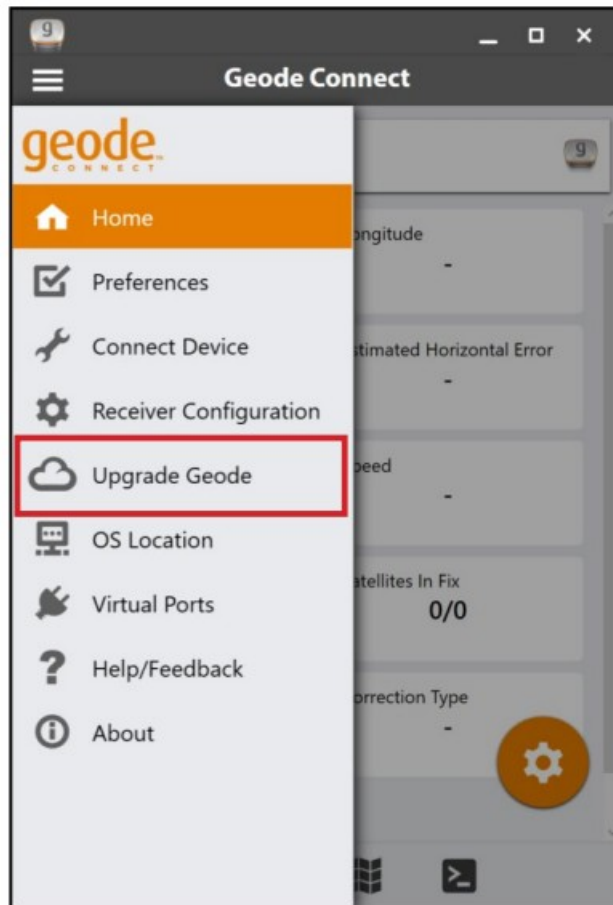 g
Geode Connect
geode
CONNECT
g
Home
Preferences
Connect Device
Receiver Configuration
Upgrade Geode
OS Location
Virtual Ports
Help/Feedback
About
ongitude
-
stimated Horizontal Error
-
peed
-
atellites In Fix
0/0
orrection Type
-